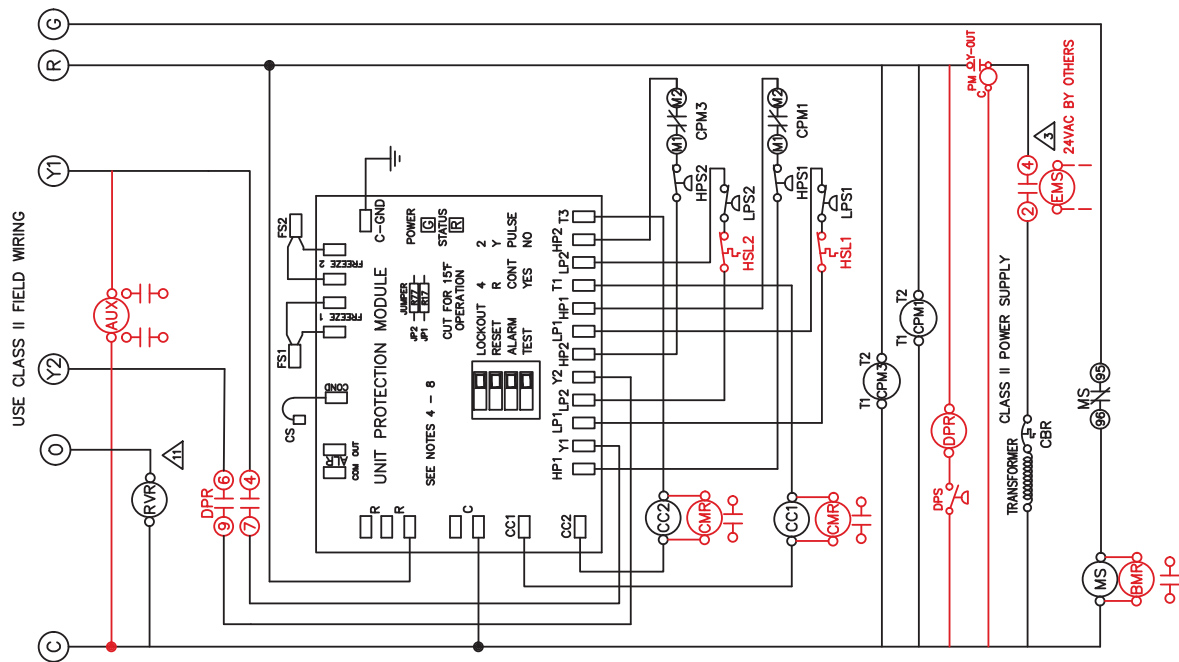 USE CLASS II FIELD WIRING
G
R
Y1
Y2
O
C
AUX
RVR
11
DPR
9
6
7
4
CS
COND
FS1
FREEZE 1
FS2
FREEZE 2
C-GND
ALR
COM OUT
UNIT PROTECTION MODULE
SEE NOTES 4 - 8
JUMPER
JP2
R77
JP1
R17
CUT FOR 15°F
OPERATION
POWER
G
STATUS
R
LOCKOUT 4 2
RESET R Y
ALARM CONT PULSE
TEST YES NO
R
R
C
CC1
CC2
HP1
Y1
LP1
LP2
Y2
HP2
LP1
HP1
T1
LP2
HP2
T3
CC2
CMR
CC1
CMR
HPS2
M1
M2
CPM3
LPS2
HSL2
HPS1
M1
M2
CPM1
LPS1
HSL1
T1
CPM3
T2
T1
CPM1
T2
DPS
DPR
PM
Y-OUT
C
CLASS II POWER SUPPLY
TRANSFORMER
CBR
2
4
EMS
3
24VAC BY OTHERS
MS
96
95
MS
BMR